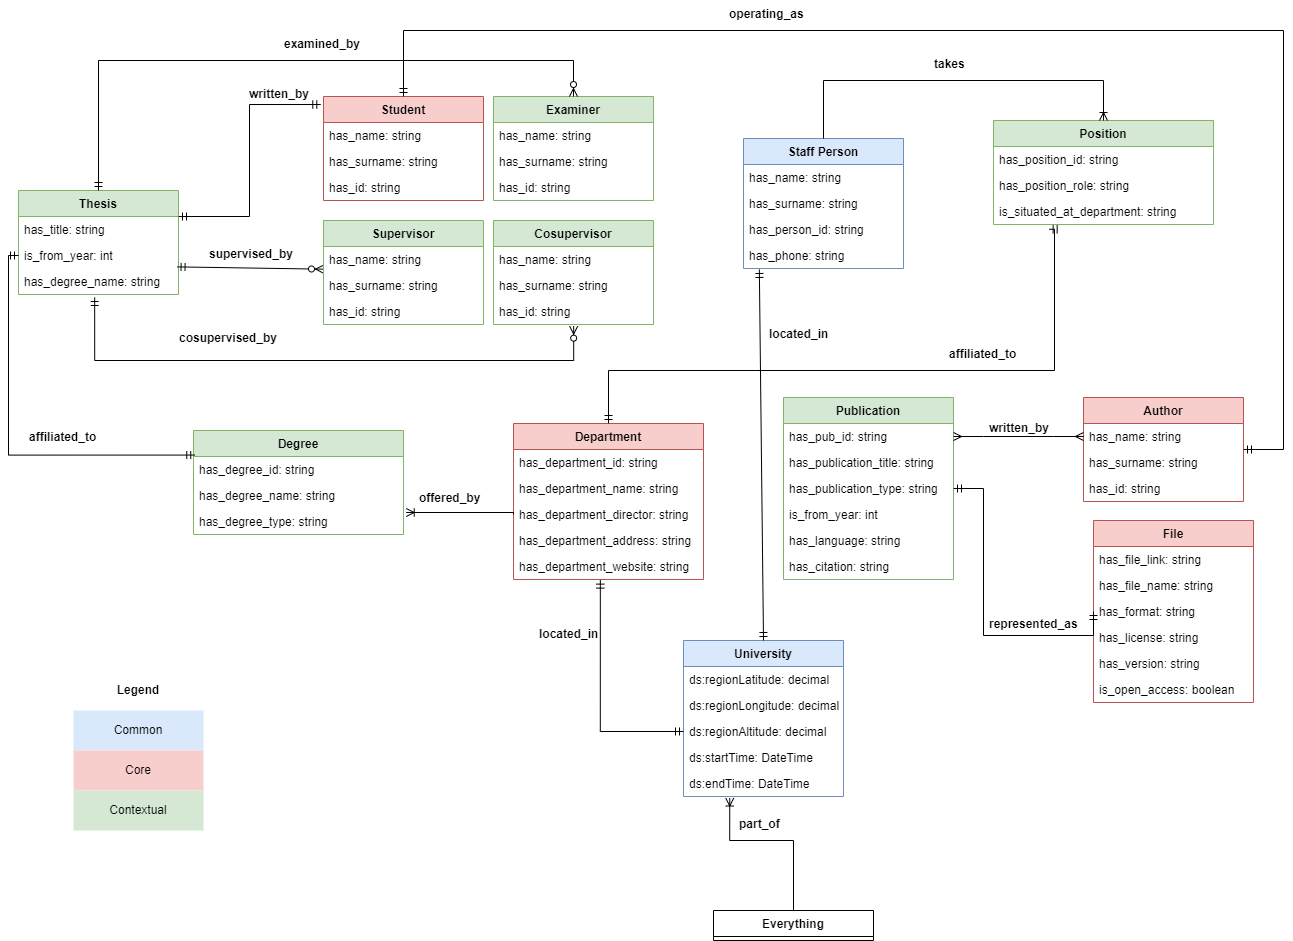 operating_as
examined_by
takes
written_by
Student
has_name: string
has_surname: string
has_id: string
Examiner
has_name: string
has_surname: string
has_id: string
Staff Person
has_name: string
has_surname: string
has_person_id: string
has_phone: string
Position
has_position_id: string
has_position_role: string
is_situated_at_department: string
Thesis
has_title: string
is_from_year: int
has_degree_name: string
supervised_by
Supervisor
has_name: string
has_surname: string
has_id: string
Cosupervisor
has_name: string
has_surname: string
has_id: string
cosupervised_by
located_in
affiliated_to
affiliated_to
Degree
has_degree_id: string
has_degree_name: string
has_degree_type: string
offered_by
Department
has_department_id: string
has_department_name: string
has_department_director: string
has_department_address: string
has_department_website: string
Publication
has_pub_id: string
has_publication_title: string
has_publication_type: string
is_from_year: int
has_language: string
has_citation: string
written_by
Author
has_name: string
has_surname: string
has_id: string
File
has_file_link: string
has_file_name: string
has_format: string
has_license: string
has_version: string
is_open_access: boolean
represented_as
located_in
University
ds:regionLatitude: decimal
ds:regionLongitude: decimal
ds:regionAltitude: decimal
ds:startTime: DateTime
ds:endTime: DateTime
Legend
Common
Core
Contextual
part_of
Everything